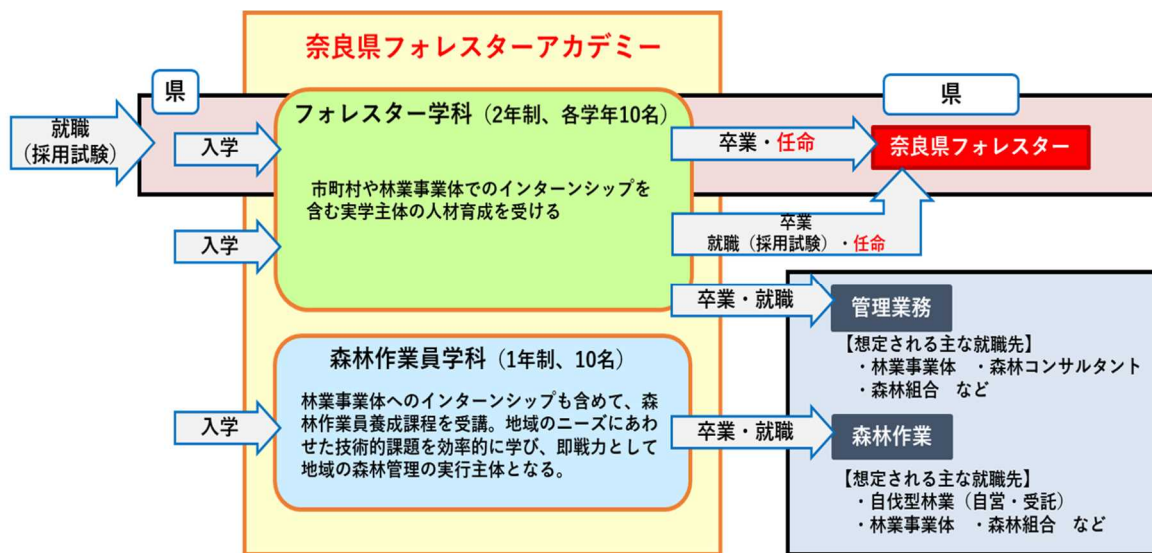 奈良県フォレスターアカデミー
県
就職
（採用試験）
入学
フォレスター学科（2年制、各学年10名）
市町村や林業事業体でのインターンシップを
含む実学主体の人材育成を受ける
入学
卒業・任命
県
奈良県フォレスター
卒業
就職（採用試験）・任命
卒業・就職
管理業務
【想定される主な就職先】
・林業事業体　・森林コンサルタント
・森林組合　など
入学
森林作業員学科（1年制、10名）
林業事業体へのインターンシップも含めて、森
林作業員養成課程を受講。地域のニーズにあわ
せた技術的課題を効率的に学び、即戦力として
地域の森林管理の実行主体となる。
卒業・就職
森林作業
【想定される主な就職先】
・自伐型林業（自営・受託）
・林業事業体　・森林組合　など